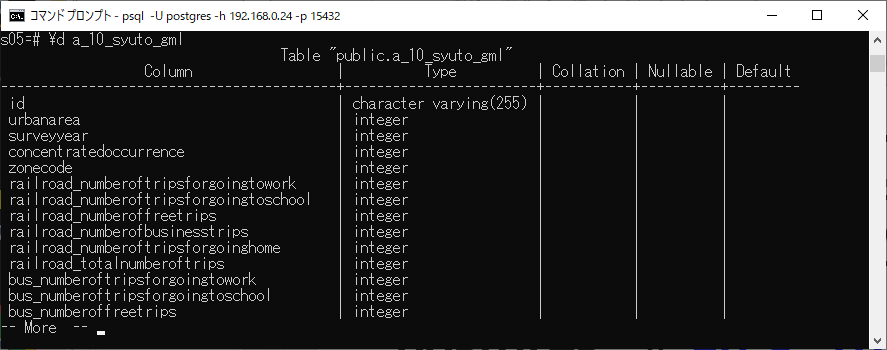 コマンド プロンプト - psql -U postgres -h 192.168.0.24 -p 15432
s05=# ¥d a_10_syuto_gml
Table "public.a_10_syuto_gml"
Column | Type | Collation | Nullable | Default
-----------------------------------------+------------------------+-----------+----------+---------
id | character varying(255) | | |
urbanarea | integer | | |
surveyyear | integer | | |
concentratedoccurrence | integer | | |
zonecode | integer | | |
railroad_numberoftripsforgoingtowork | integer | | |
railroad_numberoftripsforgoingtoschool | integer | | |
railroad_numberoffreetrips | integer | | |
railroad_numberofbusinesstrips | integer | | |
railroad_numberoftripsforgoinghome | integer | | |
railroad_totalnumberoftrips | integer | | |
bus_numberoftripsforgoingtowork | integer | | |
bus_numberoftripsforgoingtoschool | integer | | |
bus_numberoffreetrips | integer | | |
-- More --